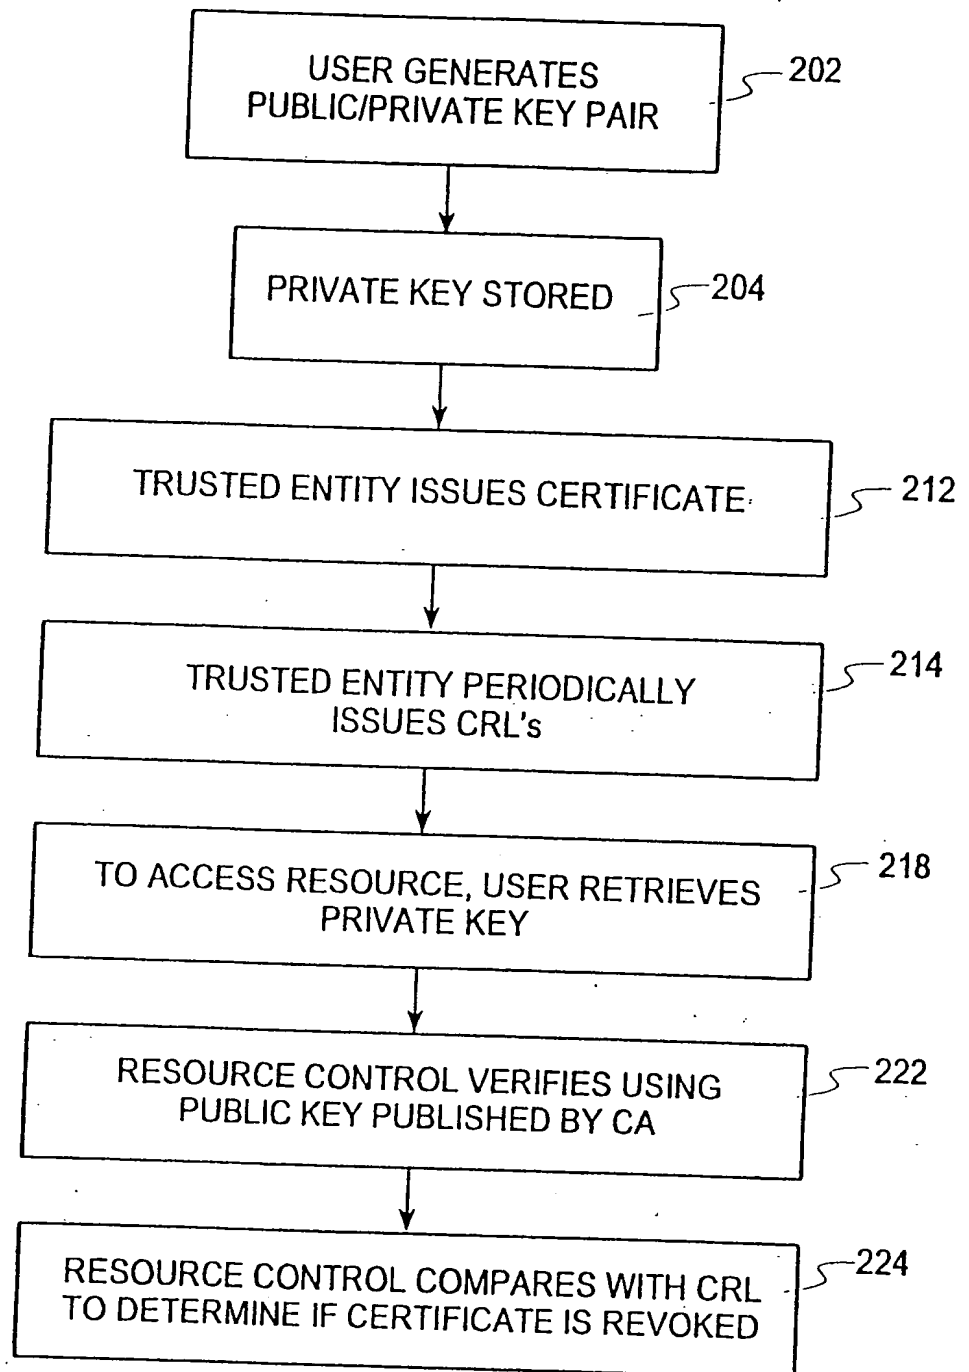 USER GENERATES
PUBLIC/PRIVATE KEY PAIR
202
PRIVATE KEY STORED
204
TRUSTED ENTITY ISSUES CERTIFICATE
212
TRUSTED ENTITY PERIODICALLY
ISSUES CRL's
214
TO ACCESS RESOURCE, USER RETRIEVES
PRIVATE KEY
218
RESOURCE CONTROL VERIFIES USING
PUBLIC KEY PUBLISHED BY CA
222
RESOURCE CONTROL COMPARES WITH CRL
TO DETERMINE IF CERTIFICATE IS REVOKED
224